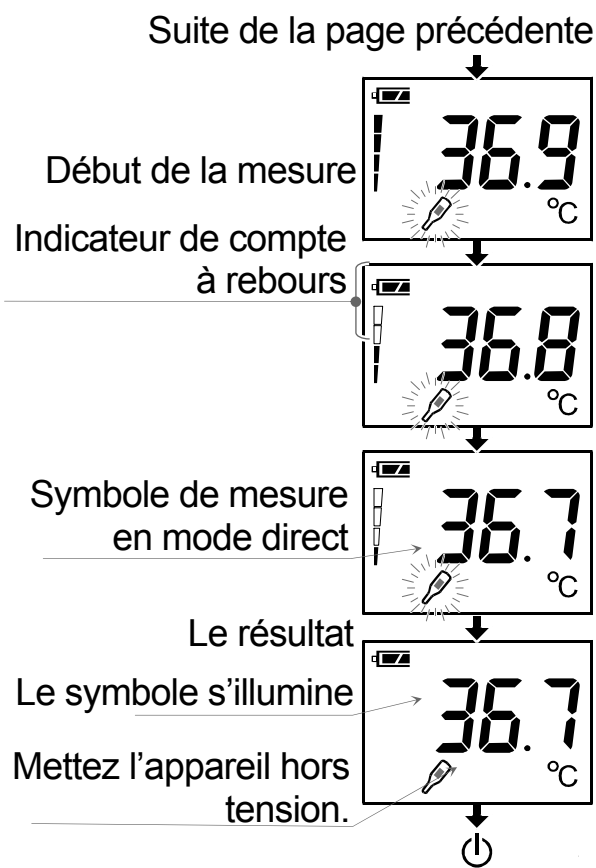 Suite de la page précédente
36.9
Début de la mesure
°C
Indicateur de compte
à rebours
36.8
°C
Symbole de mesure
en mode direct
36.7
°C
Le résultat
Le symbole s’illumine
36.7
Mettez l’appareil hors
tension.
°C